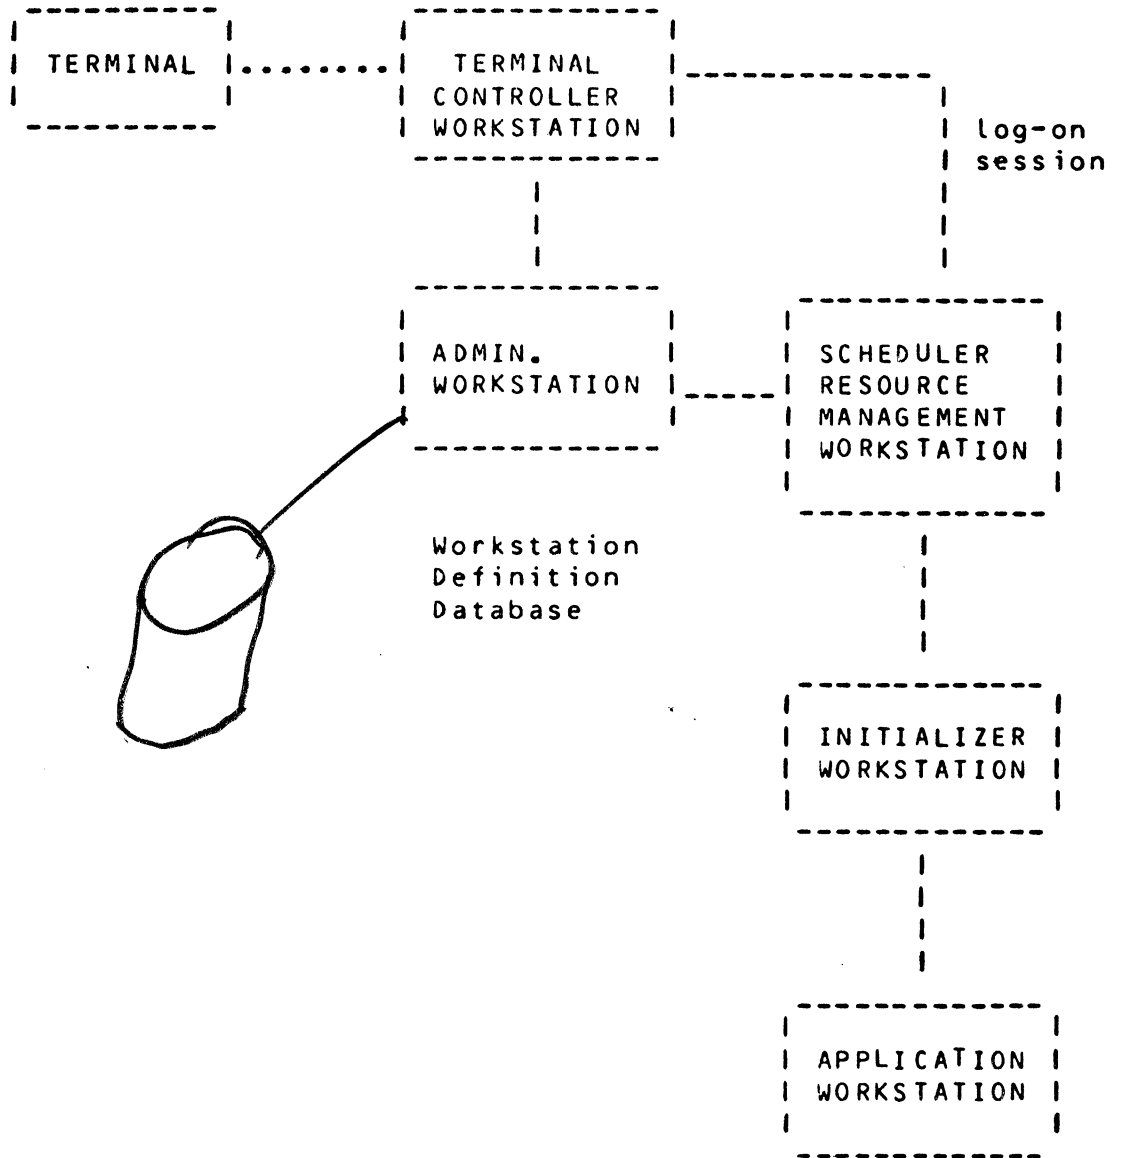 TERMINAL
TERMINAL
CONTROLLER
WORKSTATION
log-on
session
ADMIN.
WORKSTATION
SCHEDULER
RESOURCE
MANAGEMENT
WORKSTATION
Workstation
Definition
Database
INITIALIZER
WORKSTATION
APPLICATION
WORKSTATION